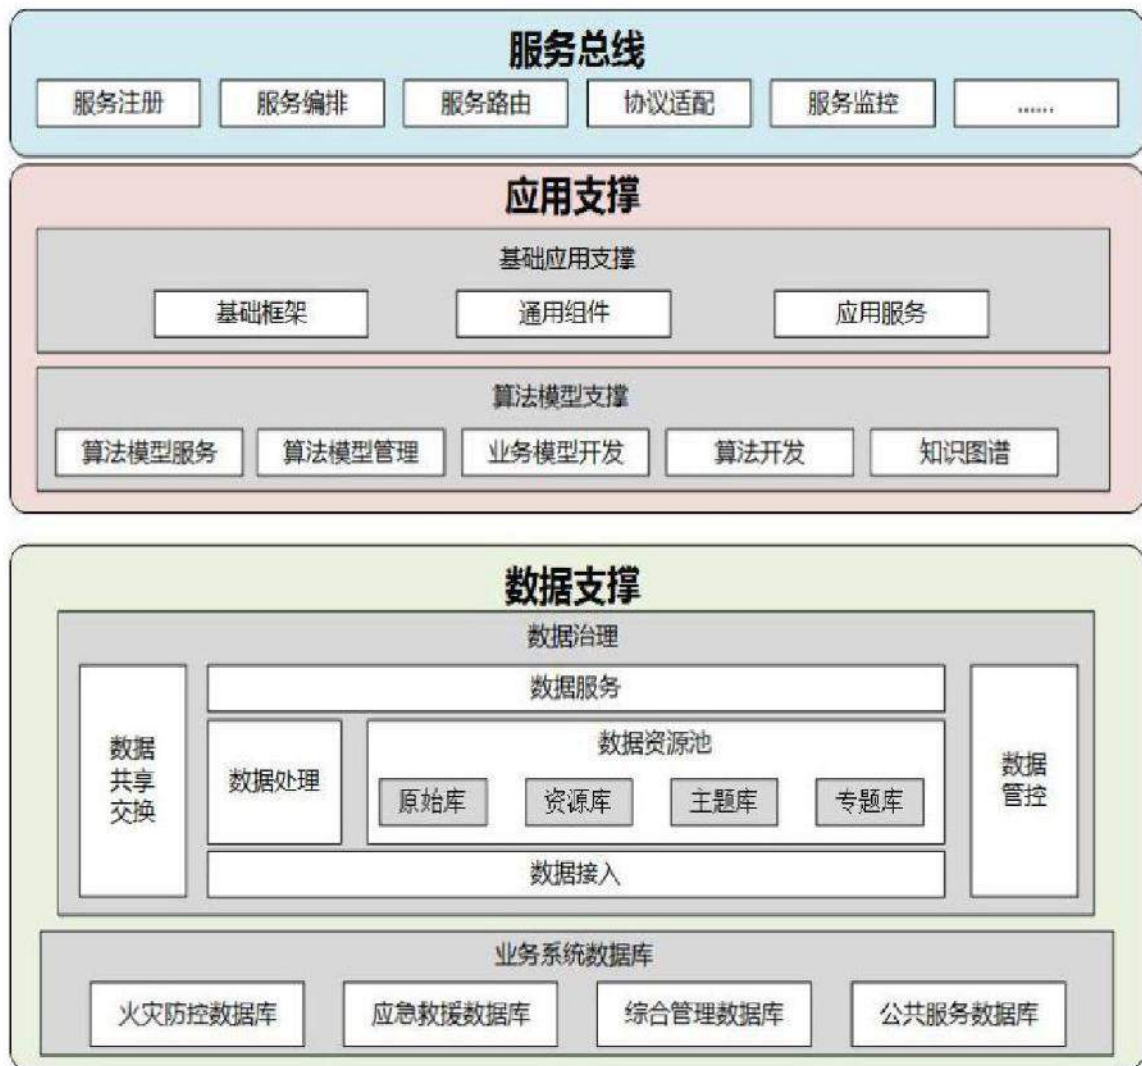 服务总线
服务注册
服务编排
服务路由
协议适配
服务监控
......
应用支撑
基础应用支撑
基础框架
通用组件
应用服务
算法模型支撑
算法模型服务
算法模型管理
业务模型开发
算法开发
知识图谱
数据支撑
数据治理
数据
共享
交换
数据服务
数据处理
数据资源池
原始库
资源库
主题库
专题库
数据接入
数据
管控
业务系统数据库
火灾防控数据库
应急救援数据库
综合管理数据库
公共服务数据库